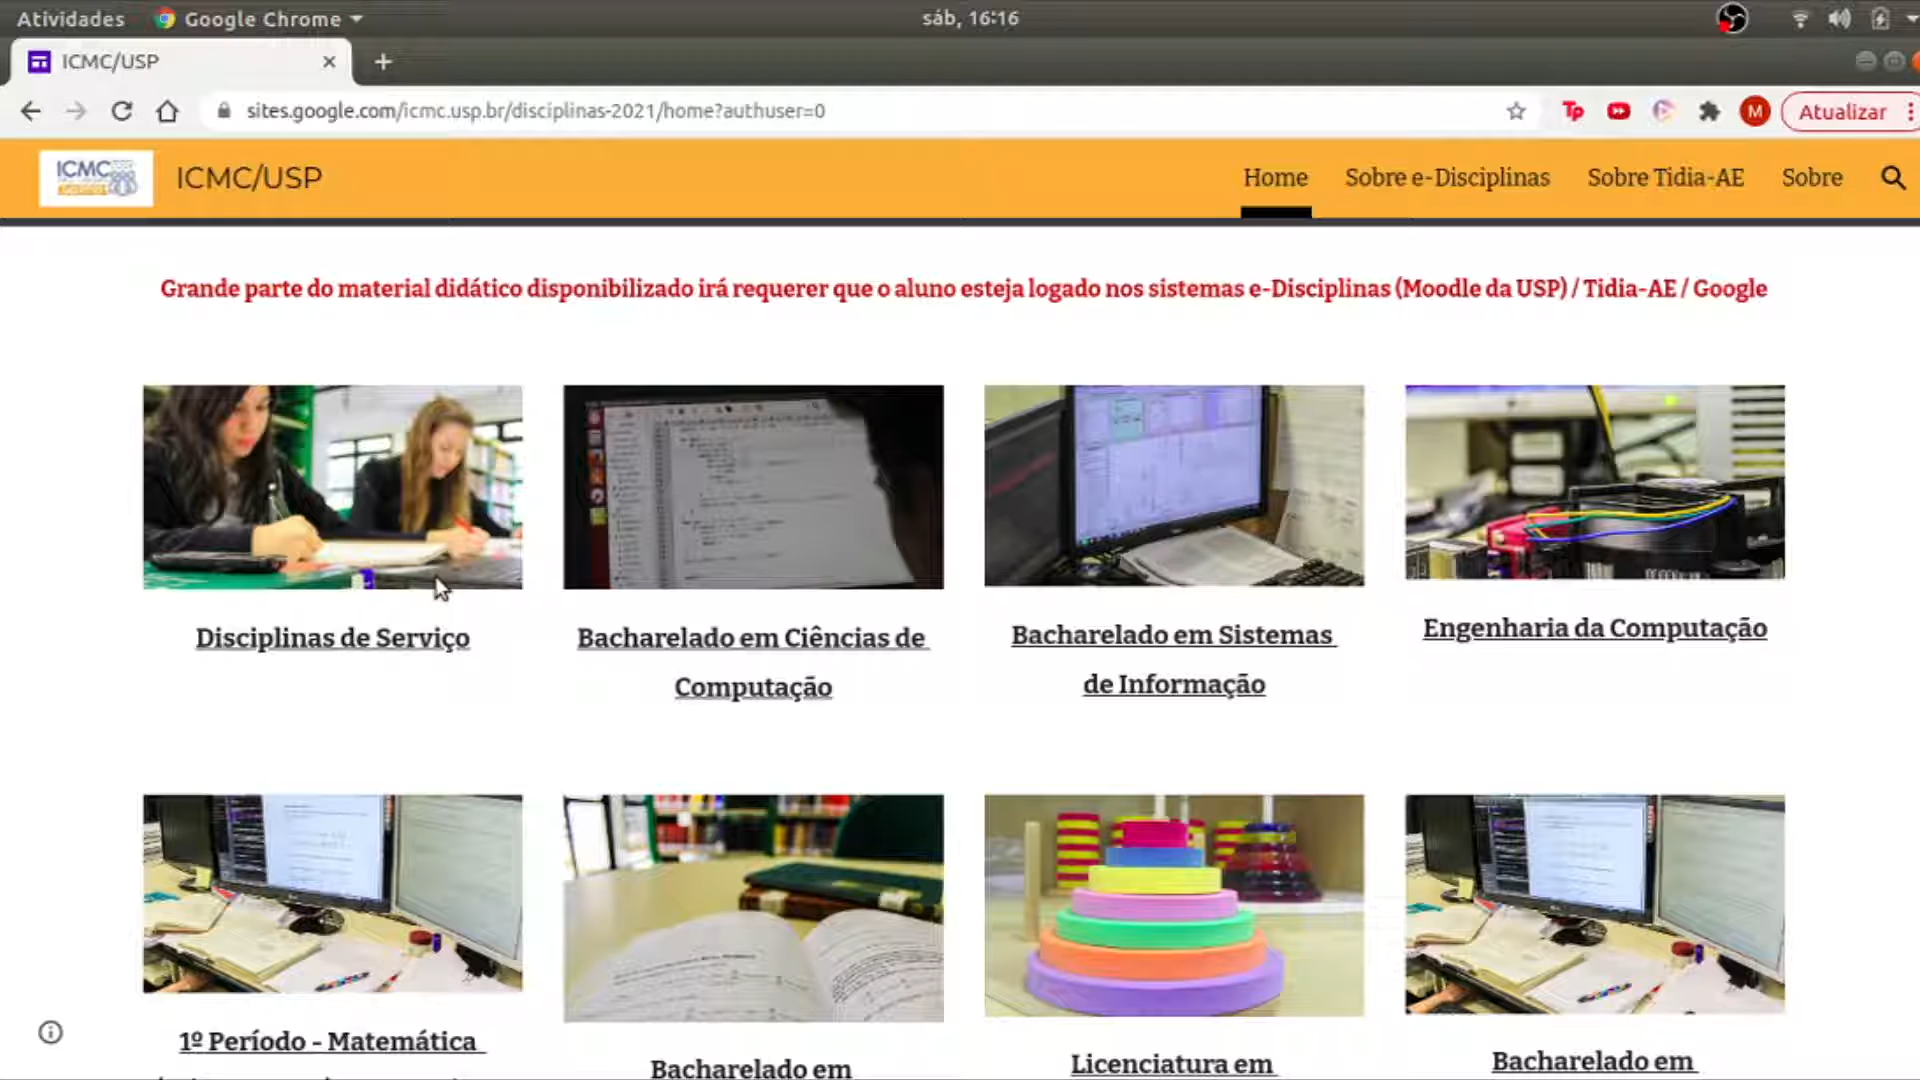 Atividades Google Chrome sáb, 16:16
ICMC/USP
sites.google.com/icmc.usp.br/disciplinas-2021/home?authuser=0 Tp M Atualizar
ICMC ICMC/USP Home Sobre e-Disciplinas Sobre Tidia-AE Sobre
Grande parte do material didático disponibilizado irá requerer que o aluno esteja logado nos sistemas e-Disciplinas (Moodle da USP) / Tidia-AE / Google
Disciplinas de Serviço
Bacharelado em Ciências de
Computação
Bacharelado em Sistemas
de Informação
Engenharia da Computação
1º Período - Matemática
Bacharelado em
Licenciatura em
Bacharelado em